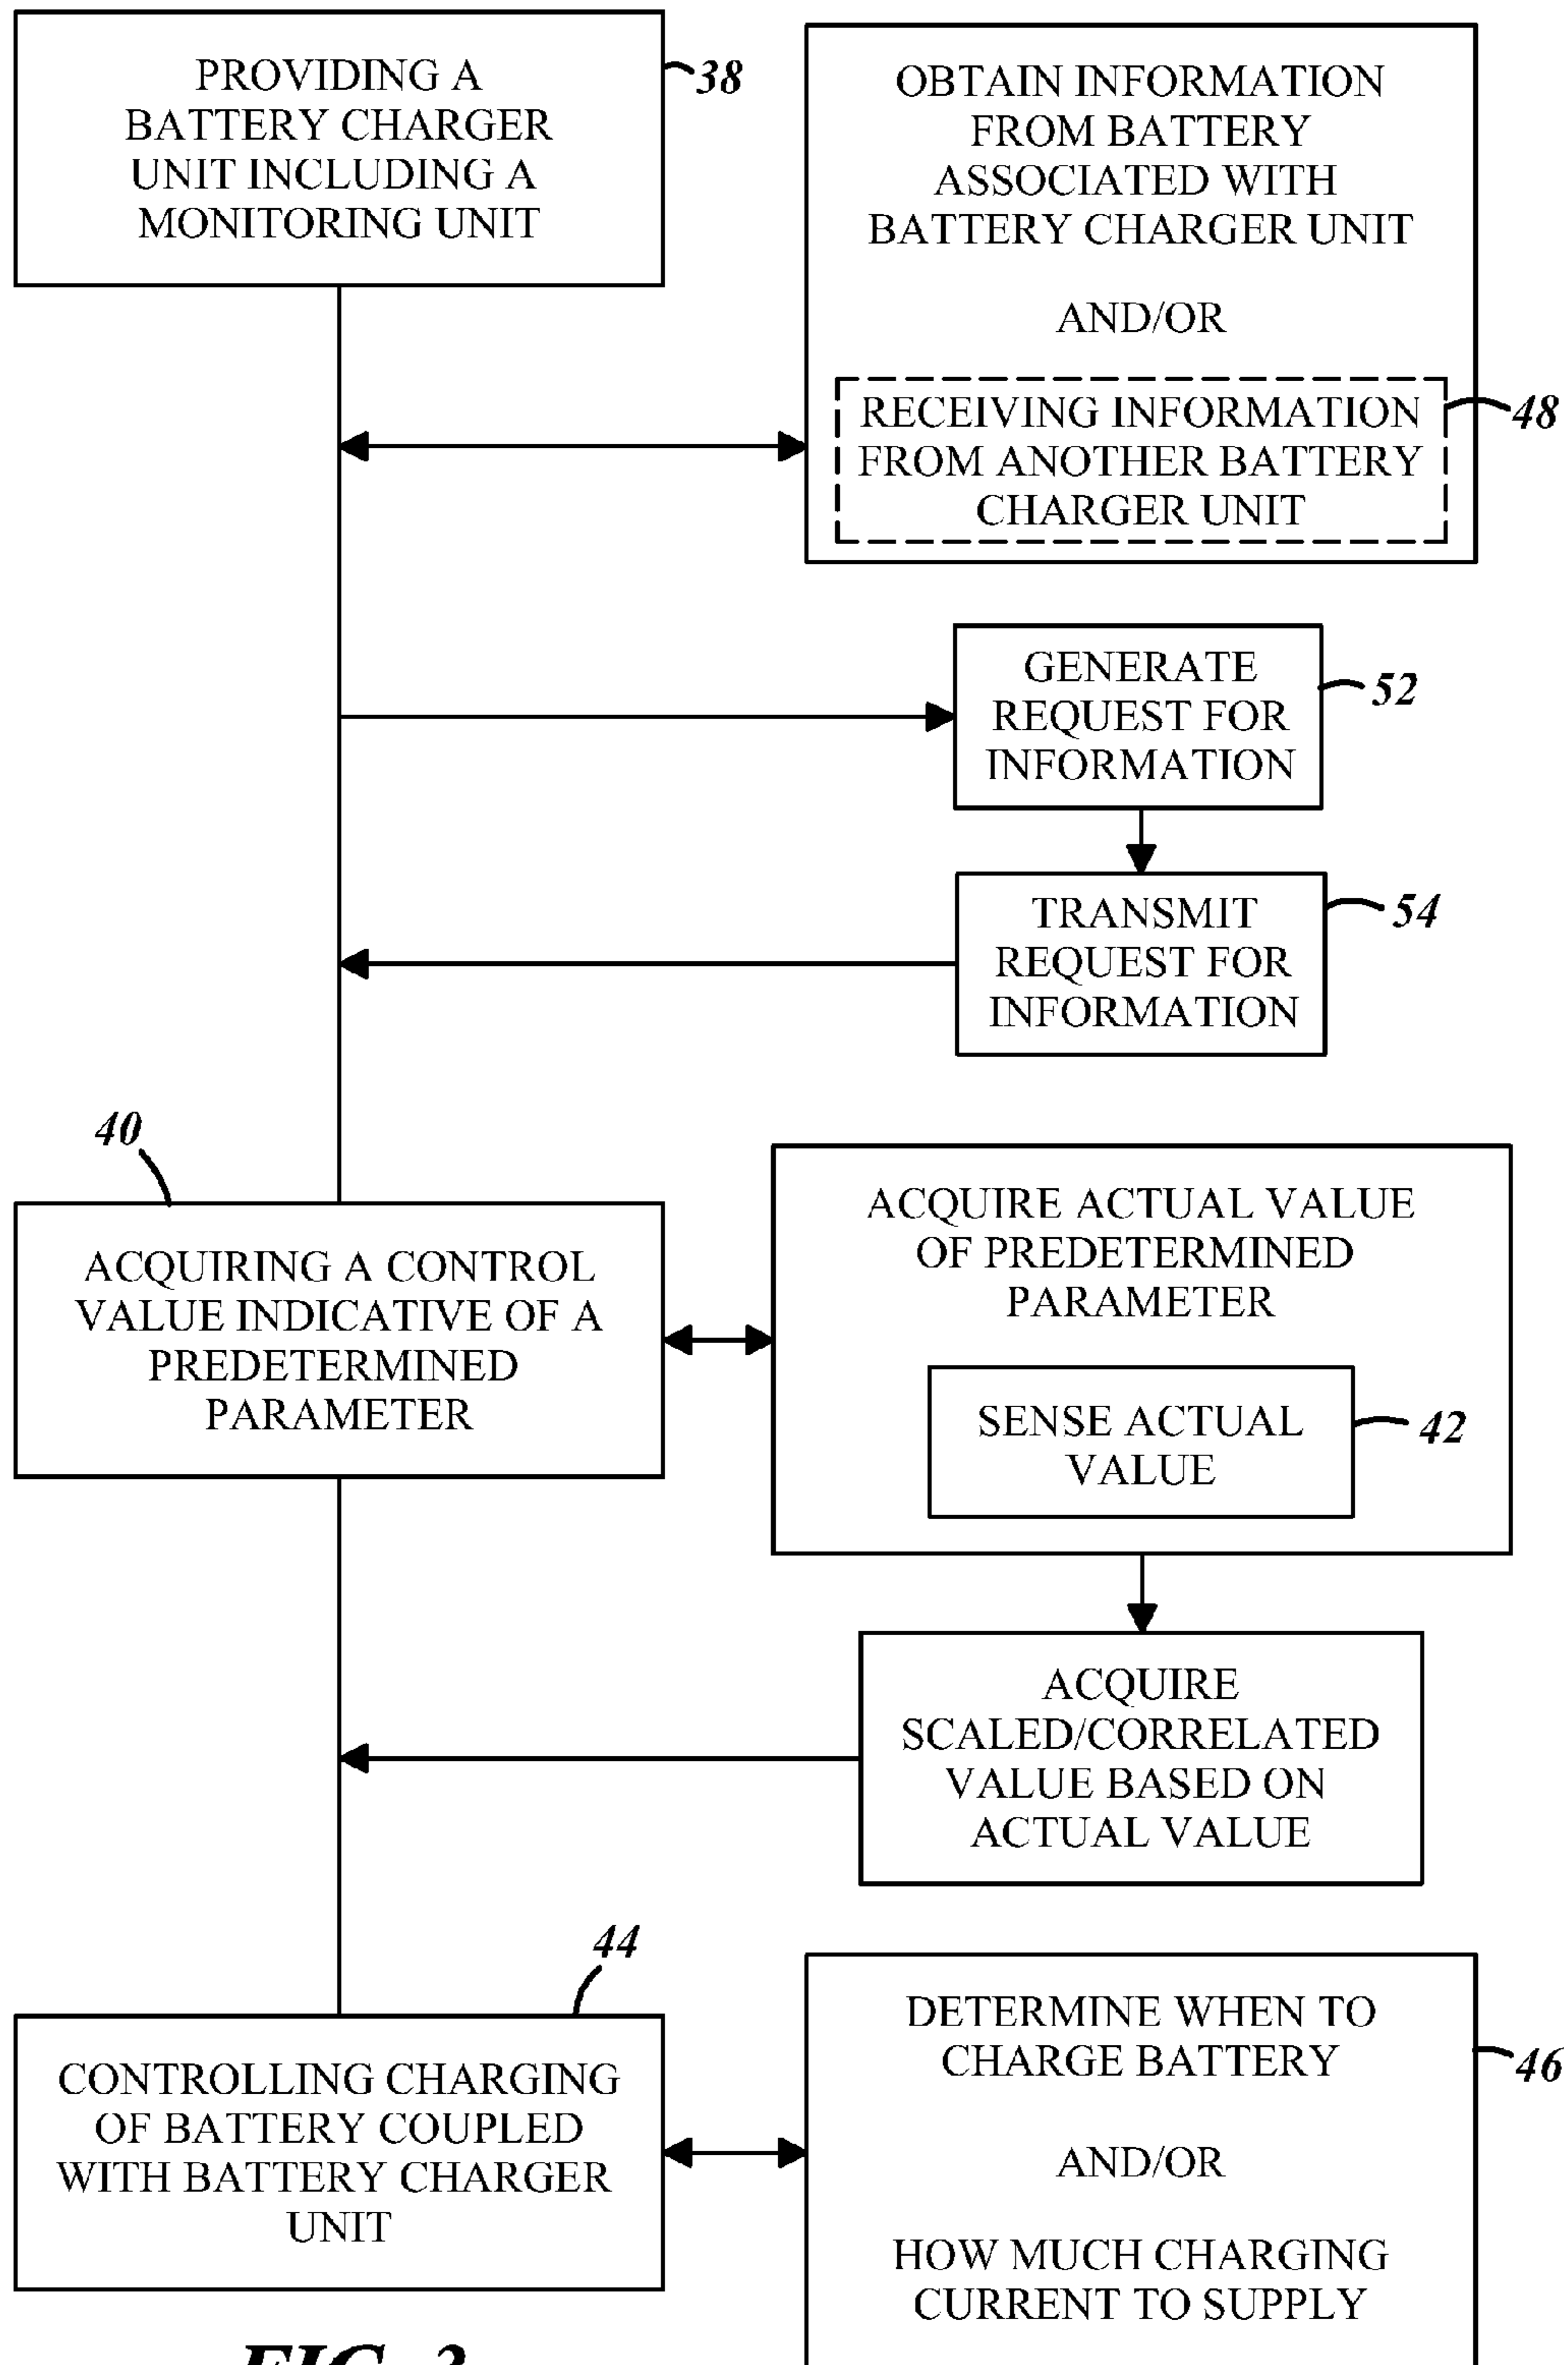 PROVIDING A
BATTERY CHARGER
UNIT INCLUDING A
MONITORING UNIT
38
OBTAIN INFORMATION
FROM BATTERY
ASSOCIATED WITH
BATTERY CHARGER UNIT
AND/OR
RECEIVING INFORMATION
FROM ANOTHER BATTERY
CHARGER UNIT
48
GENERATE
REQUEST FOR
INFORMATION
52
TRANSMIT
REQUEST FOR
INFORMATION
54
40
ACQUIRING A CONTROL
VALUE INDICATIVE OF A
PREDETERMINED
PARAMETER
ACQUIRE ACTUAL VALUE
OF PREDETERMINED
PARAMETER
SENSE ACTUAL
VALUE
42
ACQUIRE
SCALED/CORRELATED
VALUE BASED ON
ACTUAL VALUE
44
CONTROLLING CHARGING
OF BATTERY COUPLED
WITH BATTERY CHARGER
UNIT
DETERMINE WHEN TO
CHARGE BATTERY
AND/OR
HOW MUCH CHARGING
CURRENT TO SUPPLY
46